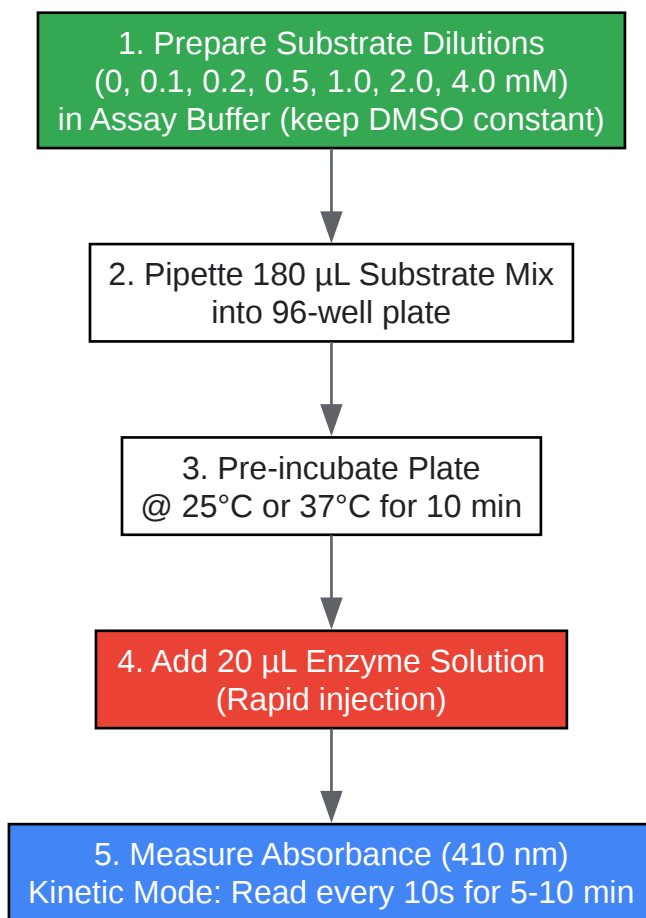 1. Prepare Substrate Dilutions
(0, 0.1, 0.2, 0.5, 1.0, 2.0, 4.0 mM)
in Assay Buffer (keep DMSO constant)
2. Pipette 180 µL Substrate Mix
into 96-well plate
3. Pre-incubate Plate
@ 25°C or 37°C for 10 min
4. Add 20 µL Enzyme Solution
(Rapid injection)
5. Measure Absorbance (410 nm)
Kinetic Mode: Read every 10s for 5-10 min